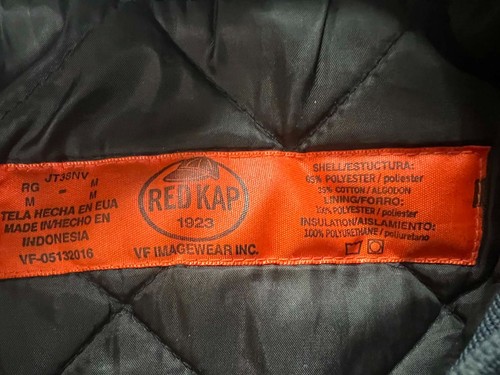 JT38NV
RG - M
M M
TELA HECHA EN EUA
MADE IN/HECHO EN
INDONESIA
VF-05132016
RED KAP
1923
VF IMAGEWEAR INC.
SHELL/ESTUCTURA:
65% POLYESTER / poliester
35% COTTON / ALGODON
LINING/FORRO:
100% POLYESTER / poliester
INSULATION/AISLAMIENTO:
100% POLYURETHANE / poliuretano